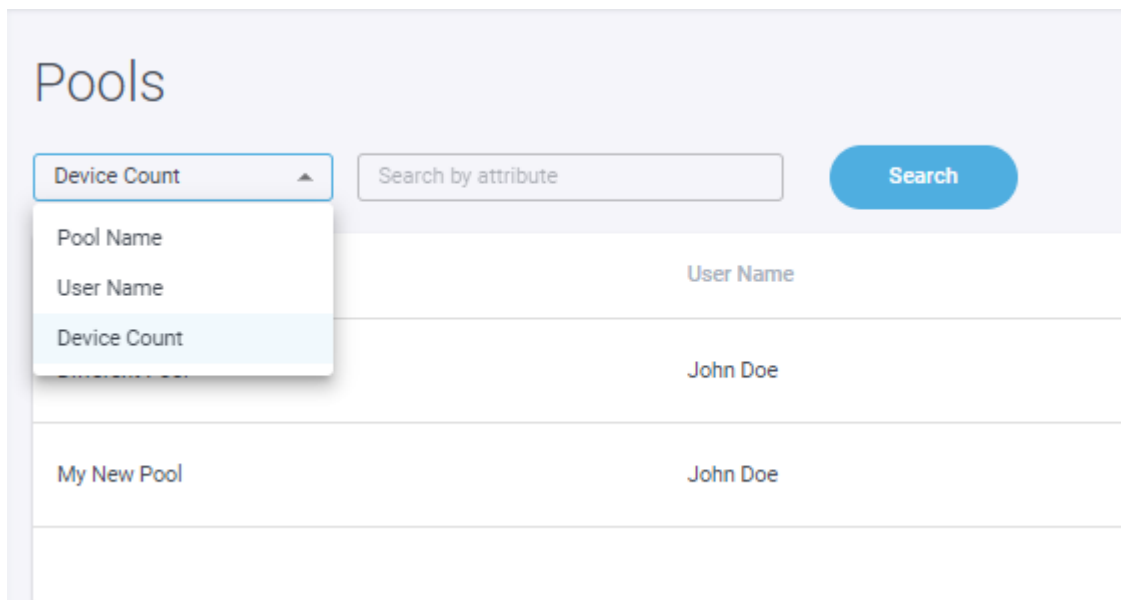 Pools
Device Count
Search by attribute
Search
Pool Name
User Name
Device Count
User Name
John Doe
My New Pool
John Doe